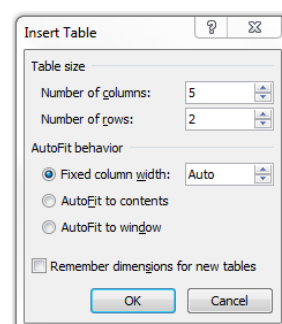 Insert Table
Table size
Number of columns: 5
Number of rows: 2
AutoFit behavior
Fixed column width: Auto
AutoFit to contents
AutoFit to window
Remember dimensions for new tables
OK Cancel